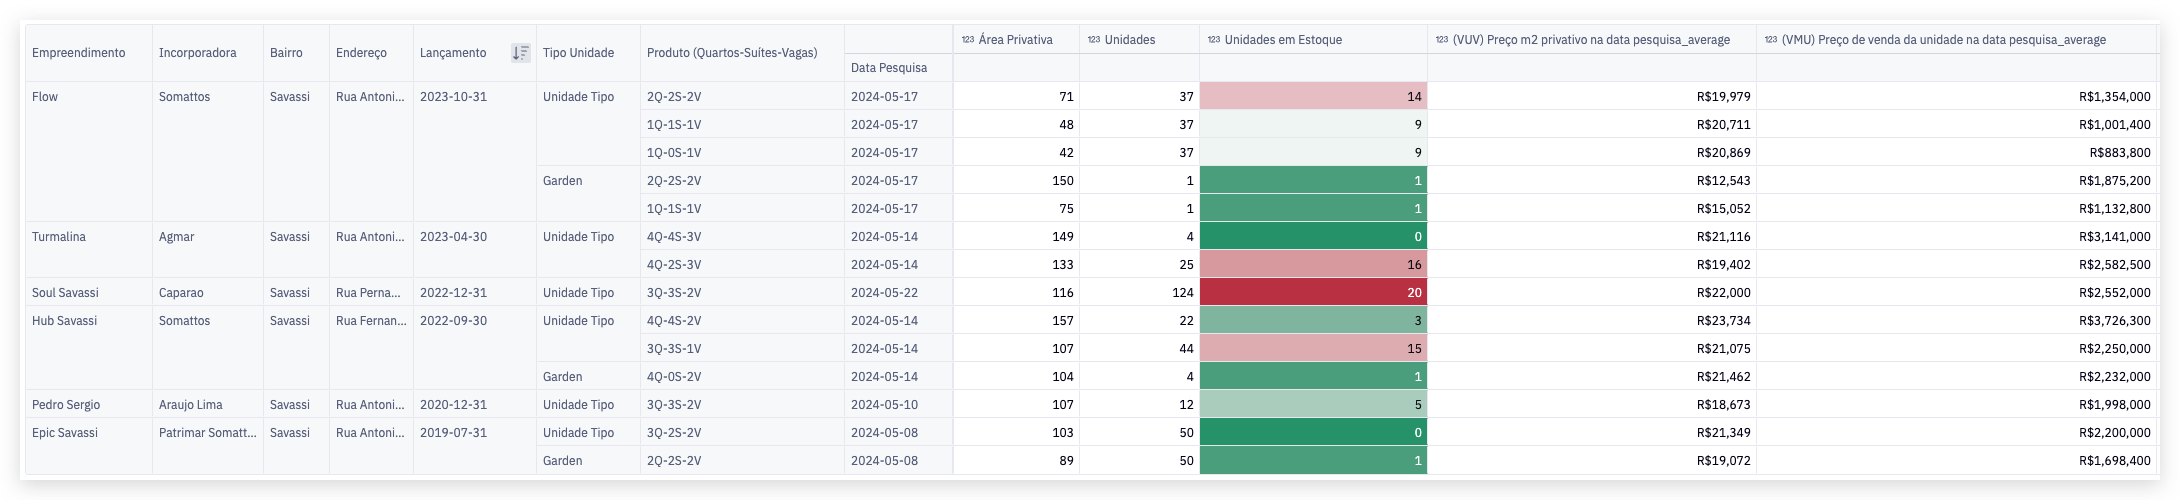 Empreendimento Incorporadora Bairro Endereço Lançamento Tipo Unidade Produto (Quartos-Suítes-Vagas) 123 Área Privativa 123 Unidades 123 Unidades em Estoque 123 (VUV) Preço m2 privativo na data pesquisa_average 123 (VMU) Preço de venda da unidade na data pesquisa_average
Data Pesquisa
Flow Somattos Savassi Rua Antoni... 2023-10-31 Unidade Tipo 2Q-2S-2V 2024-05-17 71 37 14 R$19,979 R$1,354,000
1Q-1S-1V 2024-05-17 48 37 9 R$20,711 R$1,001,400
1Q-0S-1V 2024-05-17 42 37 9 R$20,869 R$883,800
Garden 2Q-2S-2V 2024-05-17 150 1 1 R$12,543 R$1,875,200
1Q-1S-1V 2024-05-17 75 1 1 R$15,052 R$1,132,800
Turmalina Agmar Savassi Rua Antoni... 2023-04-30 Unidade Tipo 4Q-4S-3V 2024-05-14 149 4 0 R$21,116 R$3,141,000
4Q-2S-3V 2024-05-14 133 25 16 R$19,402 R$2,582,500
Soul Savassi Caparao Savassi Rua Perna... 2022-12-31 Unidade Tipo 3Q-3S-2V 2024-05-22 116 124 20 R$22,000 R$2,552,000
Hub Savassi Somattos Savassi Rua Fernan... 2022-09-30 Unidade Tipo 4Q-4S-2V 2024-05-14 157 22 3 R$23,734 R$3,726,300
3Q-3S-1V 2024-05-14 107 44 15 R$21,075 R$2,250,000
Garden 4Q-0S-2V 2024-05-14 104 4 1 R$21,462 R$2,232,000
Pedro Sergio Araujo Lima Savassi Rua Antoni... 2020-12-31 Unidade Tipo 3Q-3S-2V 2024-05-10 107 12 5 R$18,673 R$1,998,000
Epic Savassi Patrimar Somatt... Savassi Rua Antoni... 2019-07-31 Unidade Tipo 3Q-2S-2V 2024-05-08 103 50 0 R$21,349 R$2,200,000
Garden 2Q-2S-2V 2024-05-08 89 50 1 R$19,072 R$1,698,400